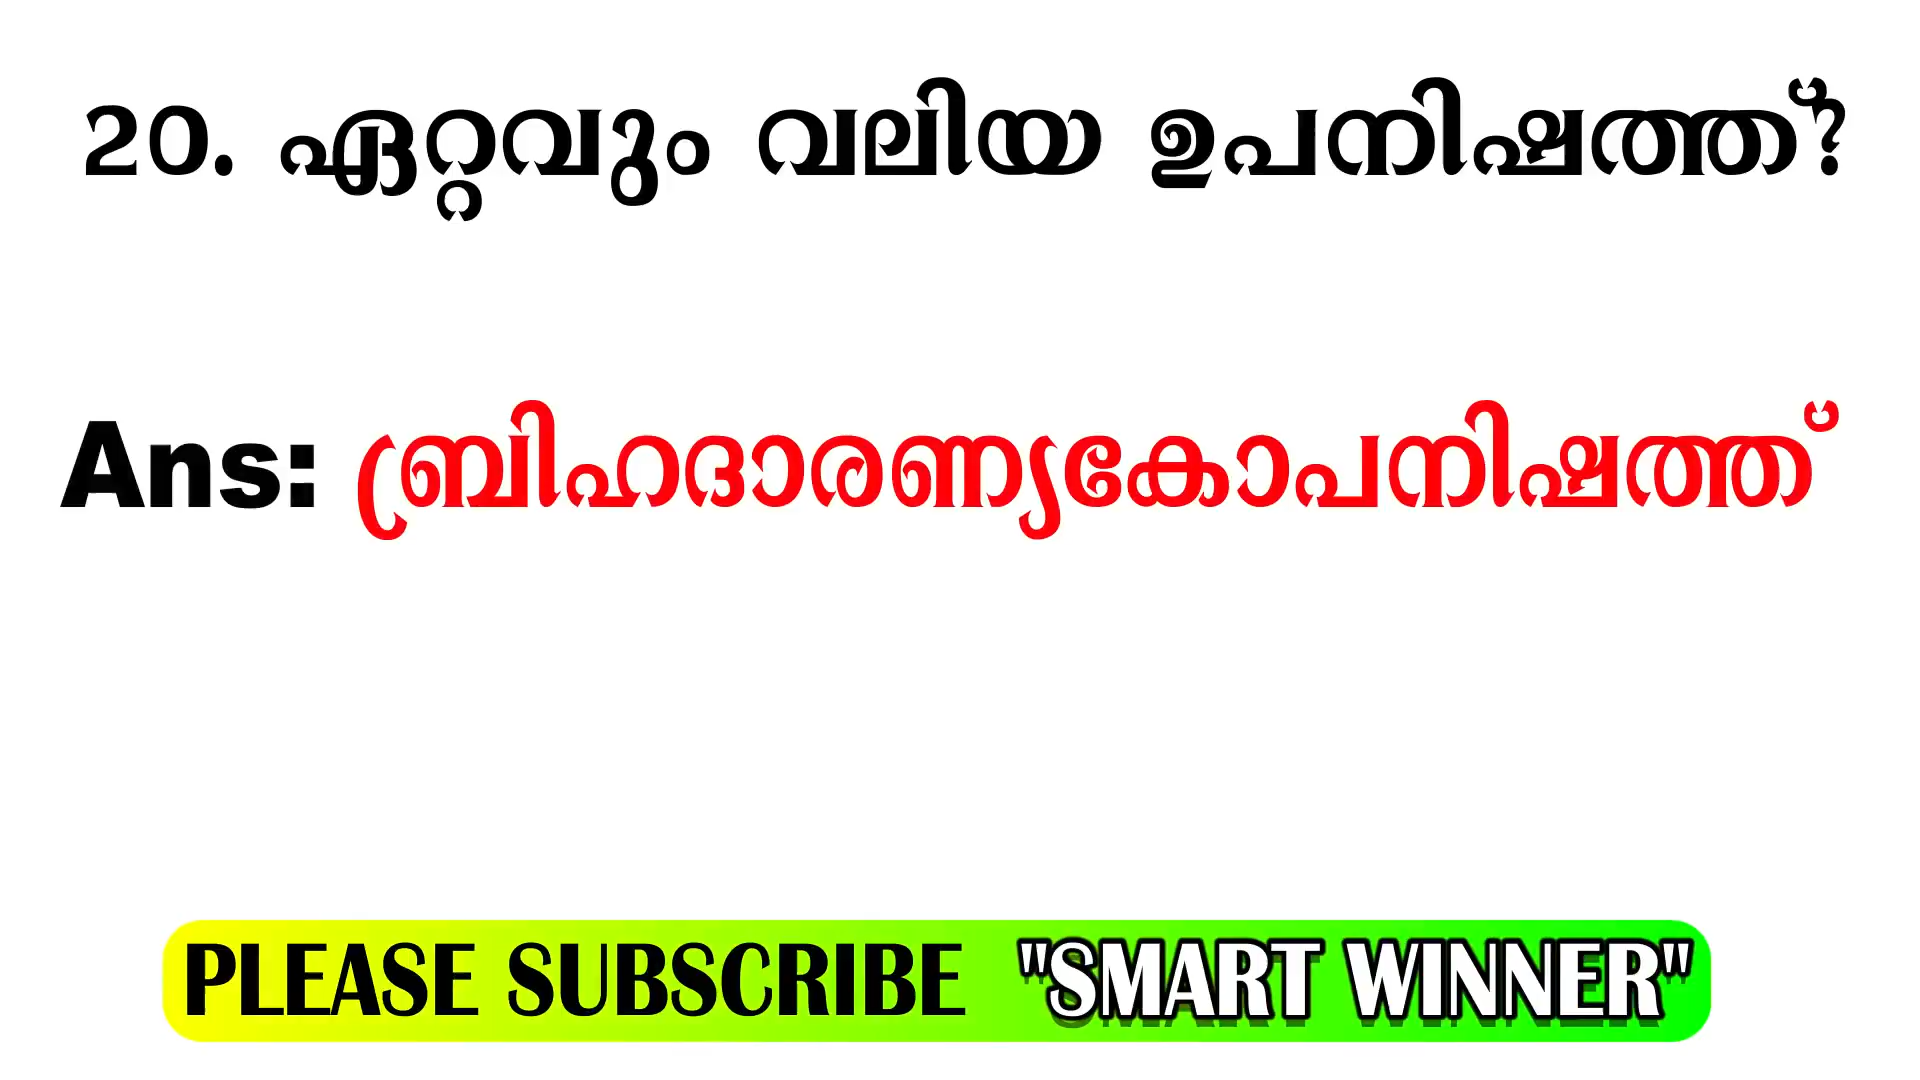 20. ഏറ്റവും വലിയ ഉപനിഷത്ത്?
Ans: ബ്രിഹദാരണ്യകോപനിഷത്ത്
PLEASE SUBSCRIBE "SMART WINNER"